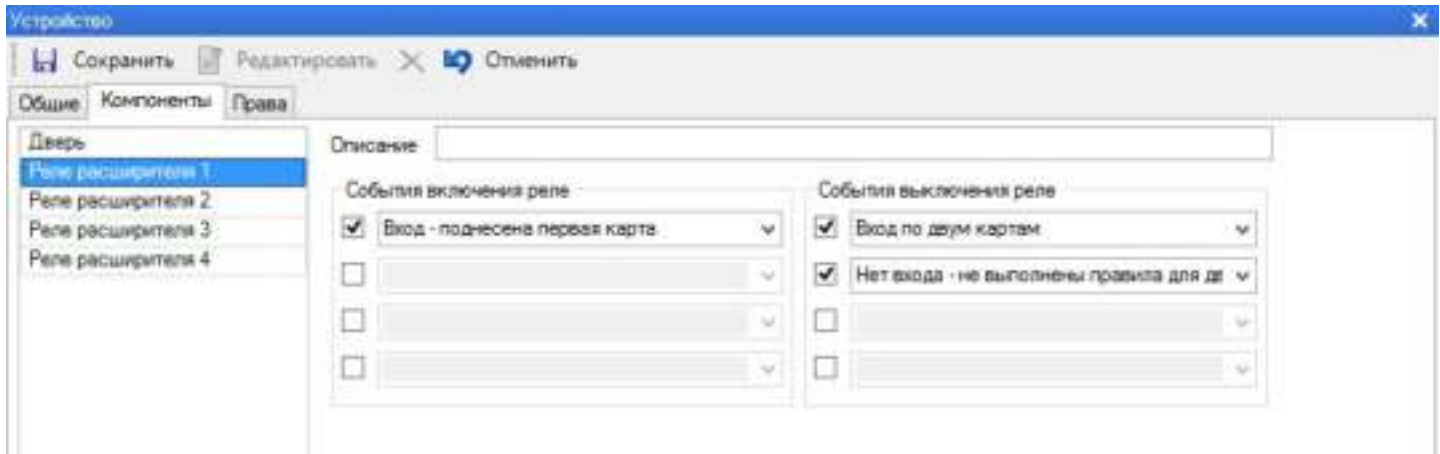 Устройство
Сохранить Редактировать Отменить
Общие Компоненты Права
Дверь
Реле расширителя 1
Реле расширителя 2
Реле расширителя 3
Реле расширителя 4
Описание
События включения реле
Вход - поднесена первая карта
События выключения реле
Вход по двум картам
Нет входа - не выполнены правила для де